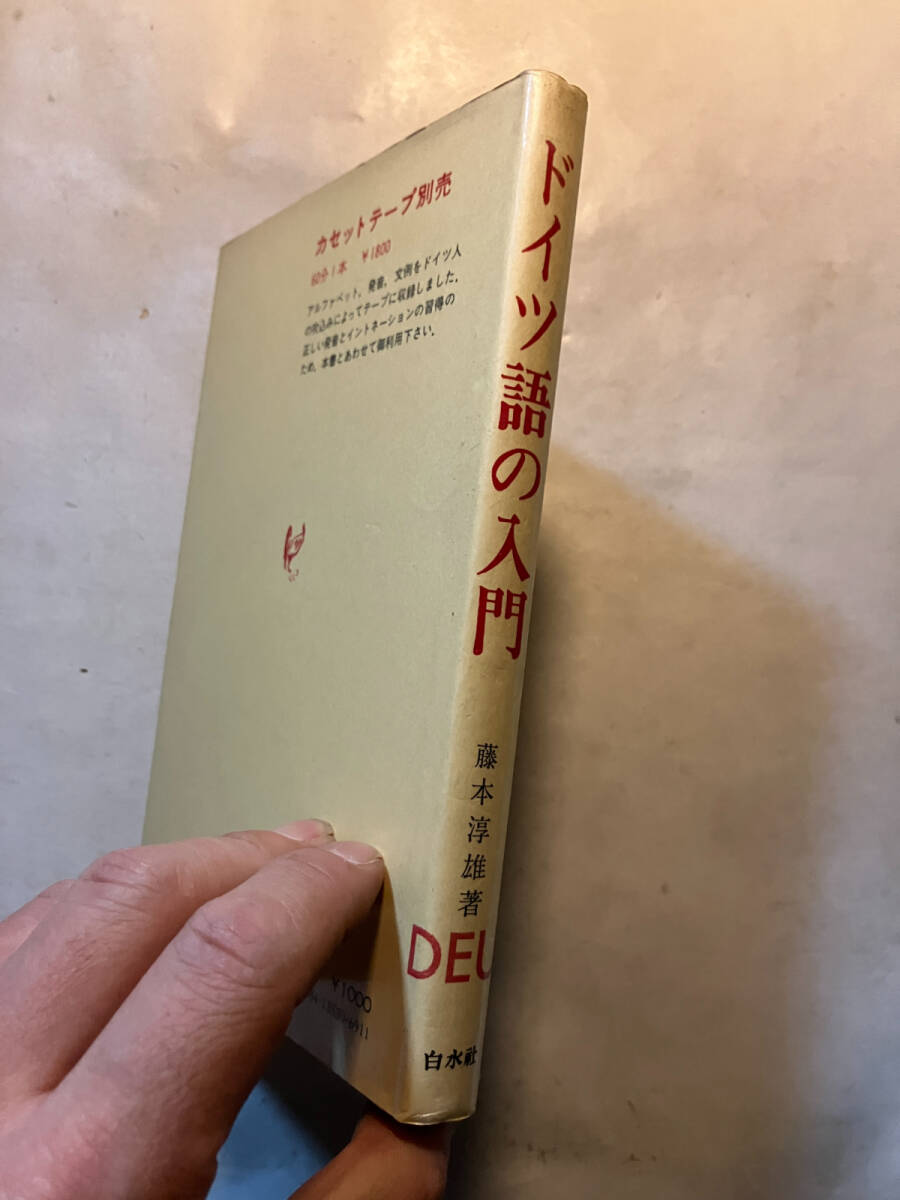 カセットテープ別売
60分1本 ¥1800
アルファベット,発音,文例をドイツ人
の吹込みによってテープに収録しました.
正しい発音とイントネーションの習得の
ため,本書とあわせて御利用下さい.
¥1000
6911
ドイツ語の入門
藤本淳雄著
DEU
白水社